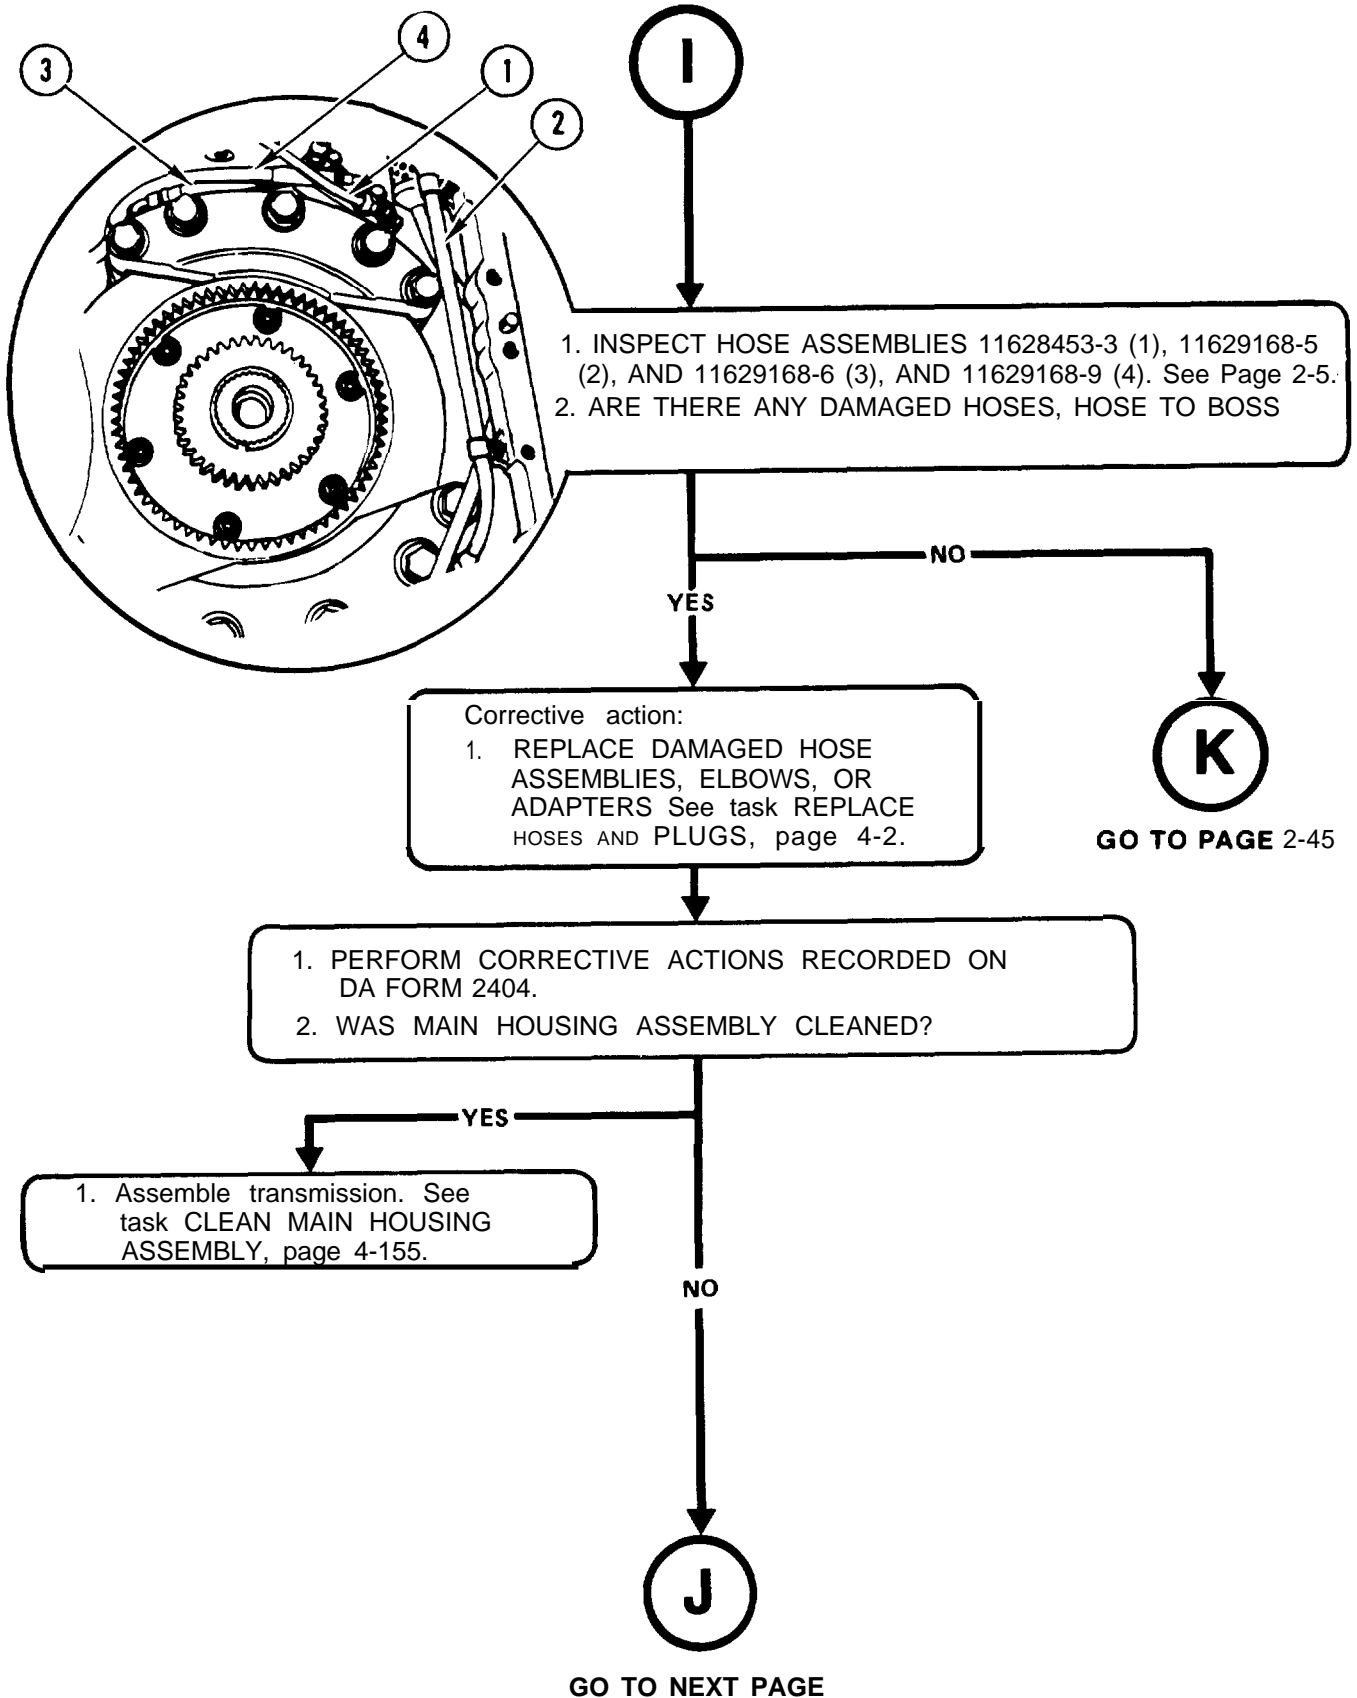 4
3
1
2
I
1. INSPECT HOSE ASSEMBLIES 11628453-3 (1), 11629168-5
(2), AND 11629168-6 (3), AND 11629168-9 (4). See Page 2-5.
2. ARE THERE ANY DAMAGED HOSES, HOSE TO BOSS
NO
YES
Corrective action:
1. REPLACE DAMAGED HOSE
ASSEMBLIES, ELBOWS, OR
ADAPTERS See task REPLACE
HOSES AND PLUGS, page 4-2.
K
GO TO PAGE 2-45
1. PERFORM CORRECTIVE ACTIONS RECORDED ON
DA FORM 2404.
2. WAS MAIN HOUSING ASSEMBLY CLEANED?
YES
1. Assemble transmission. See
task CLEAN MAIN HOUSING
ASSEMBLY, page 4-155.
NO
J
GO TO NEXT PAGE